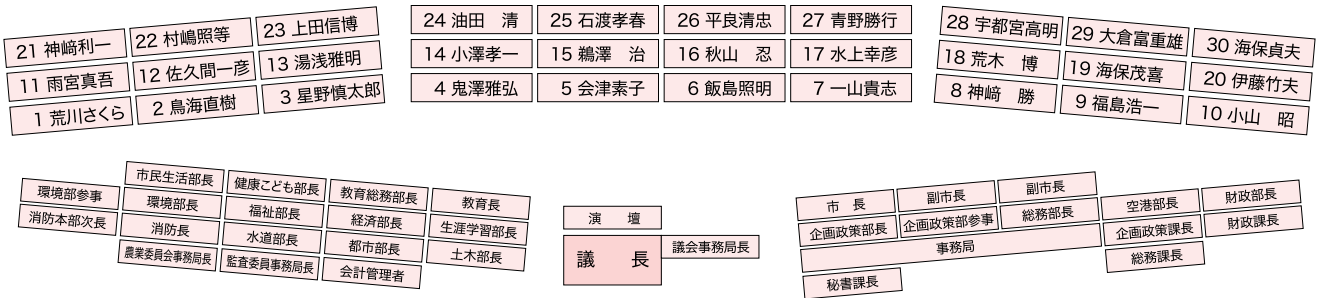 21 神﨑利一　22 村嶋照等　23 上田信博　24 油田　清　25 石渡孝春　26 平良清忠　27 青野勝行　28 宇都宮高明　29 大倉富重雄　30 海保貞夫
11 雨宮真吾　12 佐久間一彦　13 湯浅雅明　14 小澤孝一　15 鵜澤　治　16 秋山　忍　17 水上幸彦　18 荒木　博　19 海保茂喜　20 伊藤竹夫
1 荒川さくら　2 鳥海直樹　3 星野慎太郎　4 鬼澤雅弘　5 会津素子　6 飯島照明　7 一山貴志　8 神﨑　勝　9 福島浩一　10 小山　昭
市民生活部長　健康こども部長　教育総務部長　教育長
環境部参事　環境部長　福祉部長　経済部長　生涯学習部長
消防本部次長　消防長　水道部長　都市部長　土木部長
農業委員会事務局長　監査委員事務局長　会計管理者
演　壇
議　長　議会事務局長
市　長　副市長　副市長　空港部長　財政部長
企画政策部長　企画政策部参事　総務部長　企画政策課長　財政課長
事務局　総務課長
秘書課長